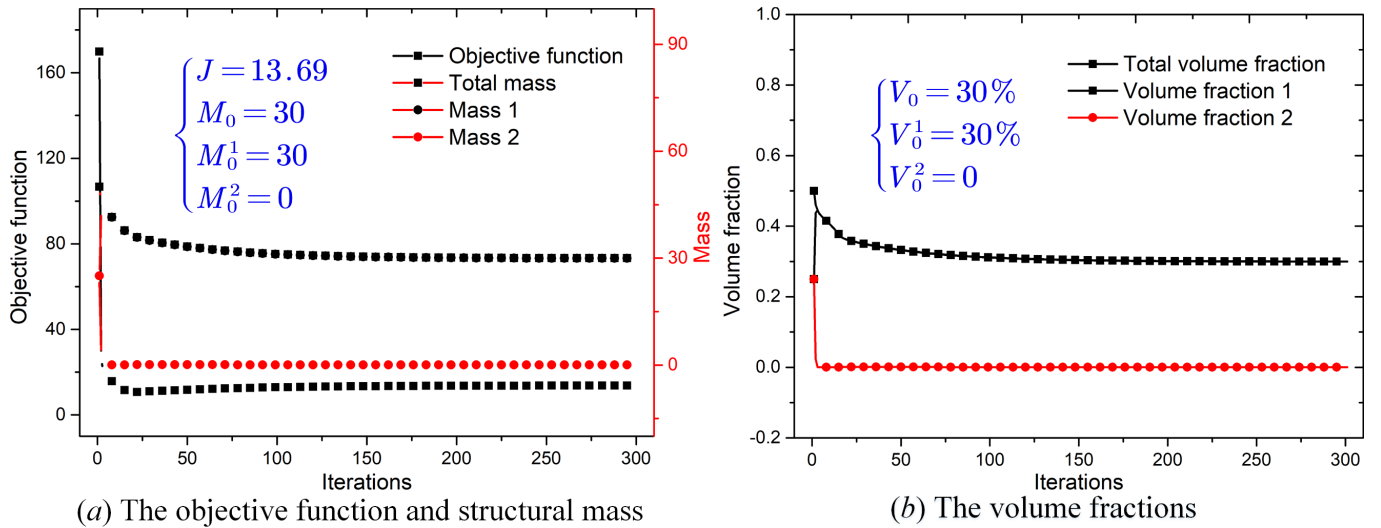 Objective function
160
120
80
40
0
0
50
100
150
200
250
300
Iterations
90
60
30
0
Mass
Objective function
Total mass
Mass 1
Mass 2
J = 13.69
M₀ = 30
M₀¹ = 30
M₀² = 0
(a) The objective function and structural mass
Volume fraction
1.0
0.8
0.6
0.4
0.2
0.0
-0.2
0
50
100
150
200
250
300
Iterations
Total volume fraction
Volume fraction 1
Volume fraction 2
V₀ = 30%
V₀¹ = 30%
V₀² = 0
(b) The volume fractions